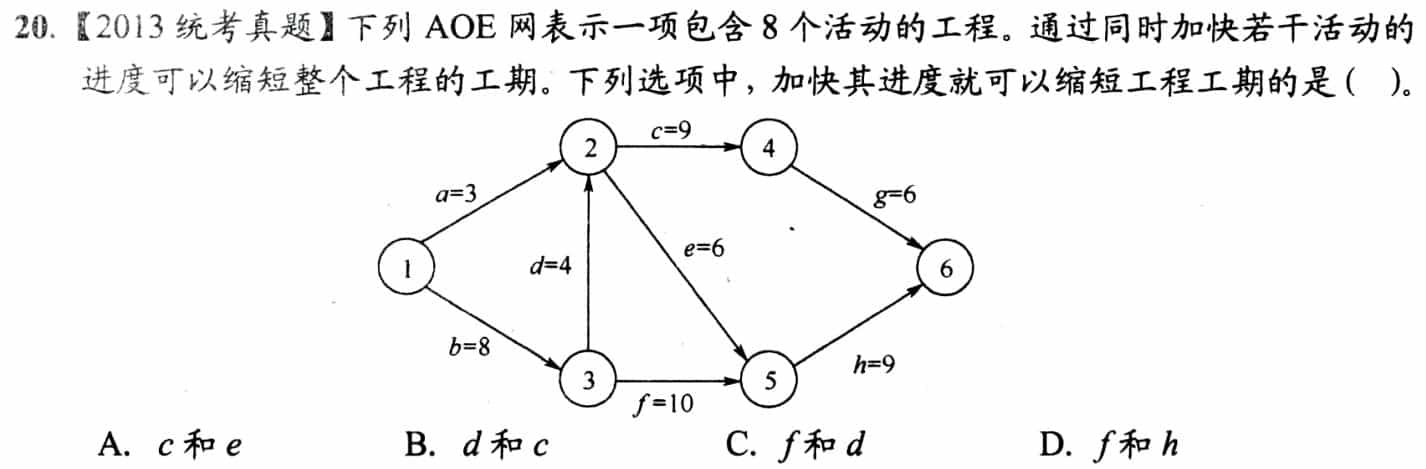 20.【2013 统考真题】下列 AOE 网表示一项包含 8 个活动的工程。通过同时加快若干活动的
进度可以缩短整个工程的工期。下列选项中，加快其进度就可以缩短工程工期的是 (   )。
c=9
2
4
a=3
g=6
1
d=4
e=6
6
b=8
h=9
3
5
f=10
A. c 和 e B. d 和 c C. f 和 d D. f 和 h